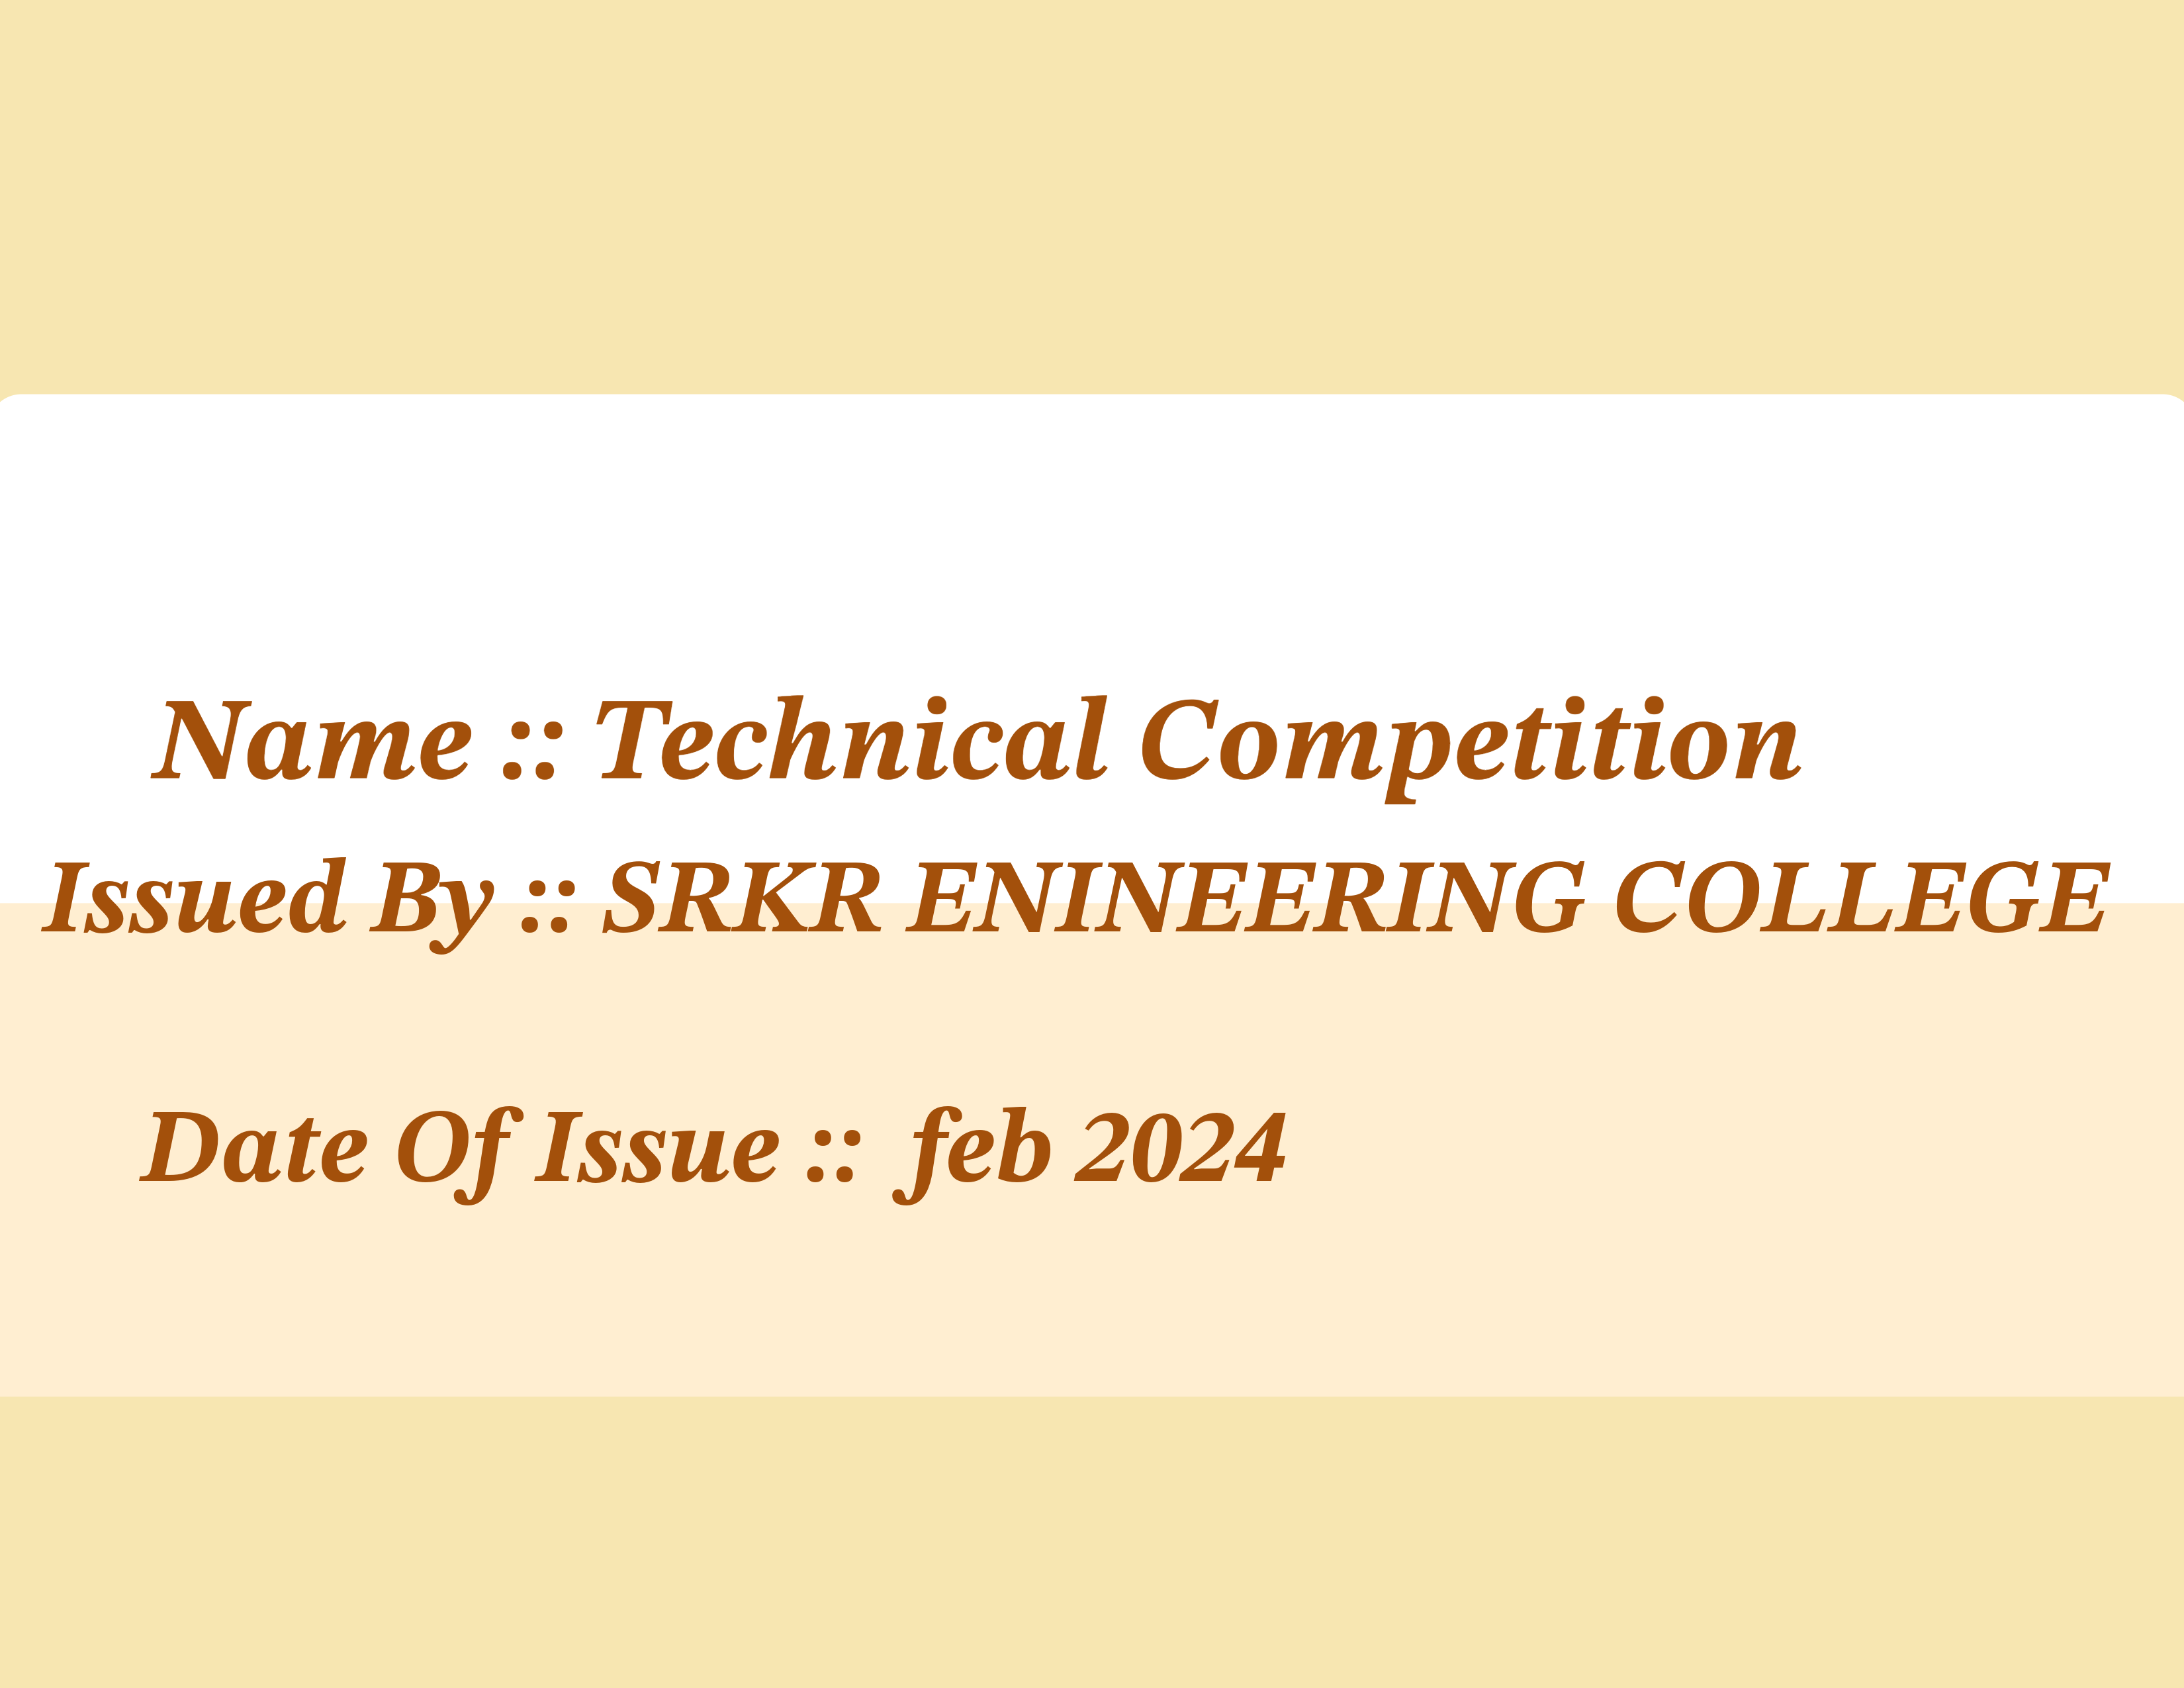 Name :: Technical Competition
Issued By :: SRKR ENINEERING COLLEGE
Date Of Issue :: feb 2024